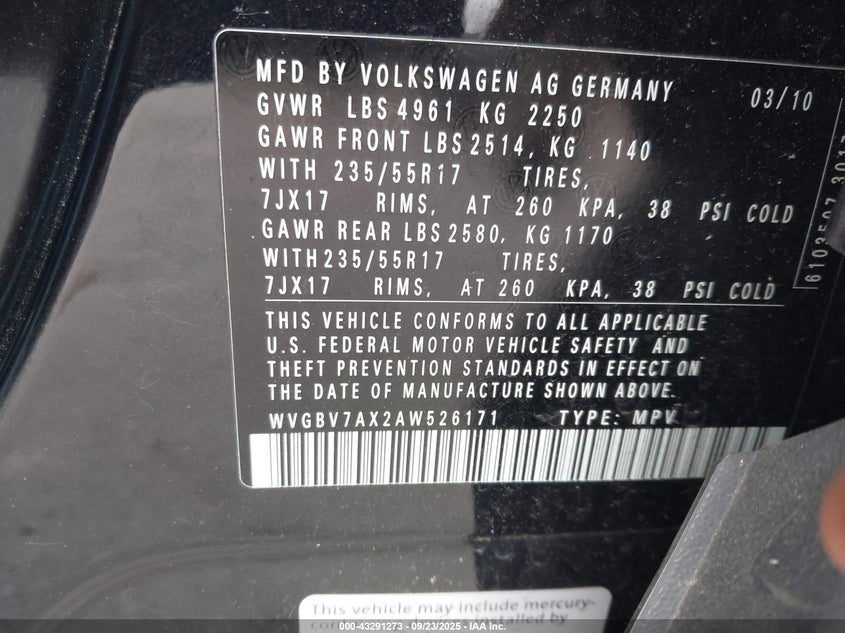 MFD BY VOLKSWAGEN AG GERMANY 03/10
GVWR LBS 4961 KG 2250
GAWR FRONT LBS 2514, KG 1140
WITH 235/55R17 TIRES,
7JX17 RIMS, AT 260 KPA, 38 PSI COLD
GAWR REAR LBS 2580, KG 1170
WITH 235/55R17 TIRES,
7JX17 RIMS, AT 260 KPA, 38 PSI COLD
THIS VEHICLE CONFORMS TO ALL APPLICABLE
U.S. FEDERAL MOTOR VEHICLE SAFETY AND
THEFT PREVENTION STANDARDS IN EFFECT ON
THE DATE OF MANUFACTURE SHOWN ABOVE.
WVGBV7AX2AW526171 TYPE: MPV
This vehicle may include mercury-
installed by
000-43291273 - 09/23/2025 - IAA Inc.